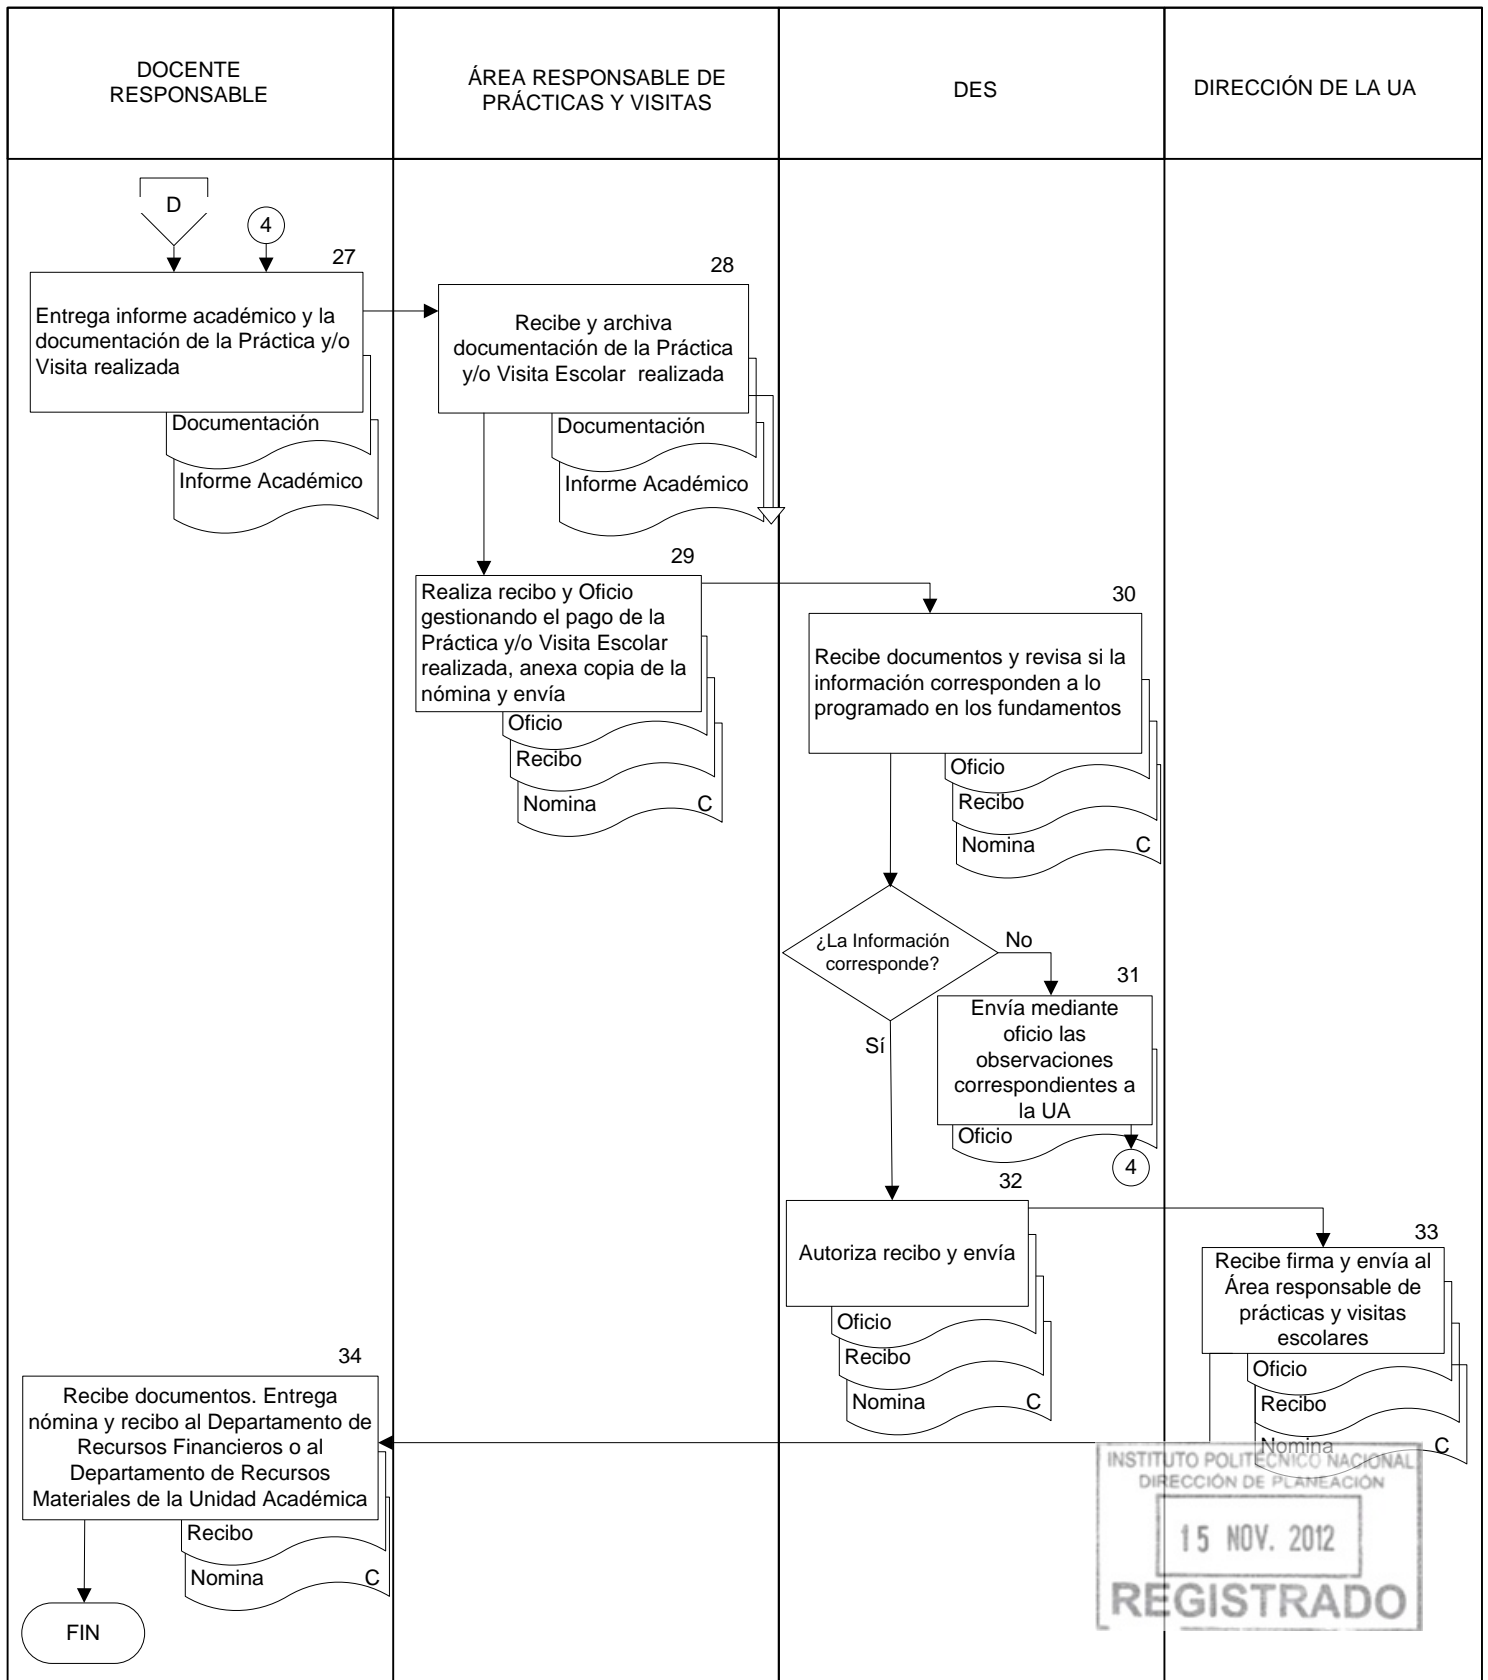 DOCENTE
RESPONSABLE
ÁREA RESPONSABLE DE
PRÁCTICAS Y VISITAS
DES
DIRECCIÓN DE LA UA
D
4
27
Entrega informe académico y la
documentación de la Práctica y/o
Visita realizada
Documentación
Informe Académico
28
Recibe y archiva
documentación de la Práctica
y/o Visita Escolar realizada
Documentación
Informe Académico
29
Realiza recibo y Oficio
gestionando el pago de la
Práctica y/o Visita Escolar
realizada, anexa copia de la
nómina y envía
Oficio
Recibo
Nomina C
30
Recibe documentos y revisa si la
información corresponden a lo
programado en los fundamentos
Oficio
Recibo
Nomina C
¿La Información
corresponde?
No
Sí
31
Envía mediante
oficio las
observaciones
correspondientes a
la UA
Oficio
4
32
Autoriza recibo y envía
Oficio
Recibo
Nomina C
33
Recibe firma y envía al
Área responsable de
prácticas y visitas
escolares
Oficio
Recibo
Nomina C
34
Recibe documentos. Entrega
nómina y recibo al Departamento de
Recursos Financieros o al
Departamento de Recursos
Materiales de la Unidad Académica
Recibo
Nomina C
FIN
INSTITUTO POLITECNICO NACIONAL
DIRECCIÓN DE PLANEACIÓN
15 NOV. 2012
REGISTRADO